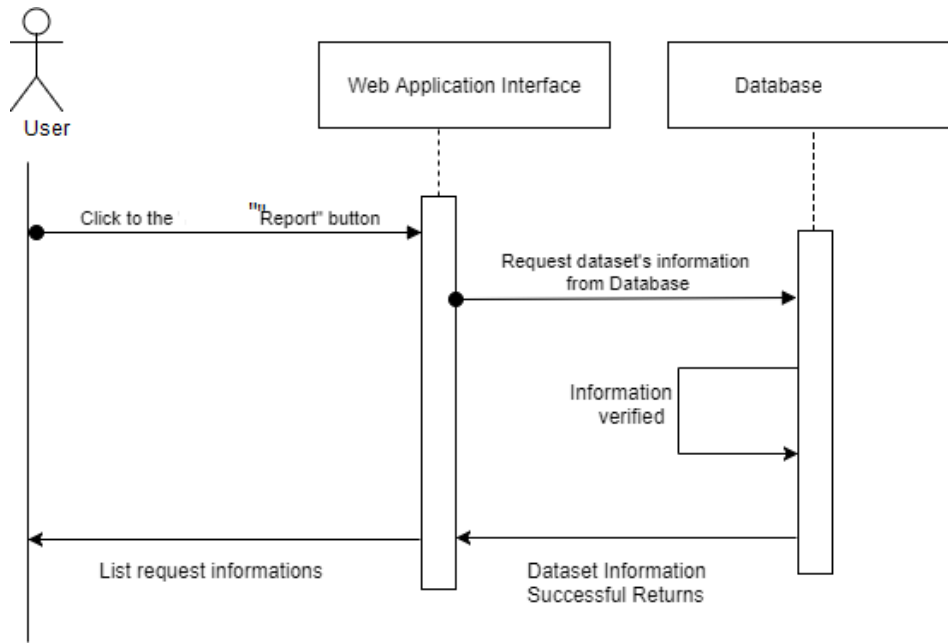 User
Web Application Interface
Database
Click to the ""Report" button
Request dataset's information
from Database
Information
verified
List request informations
Dataset Information
Successful Returns